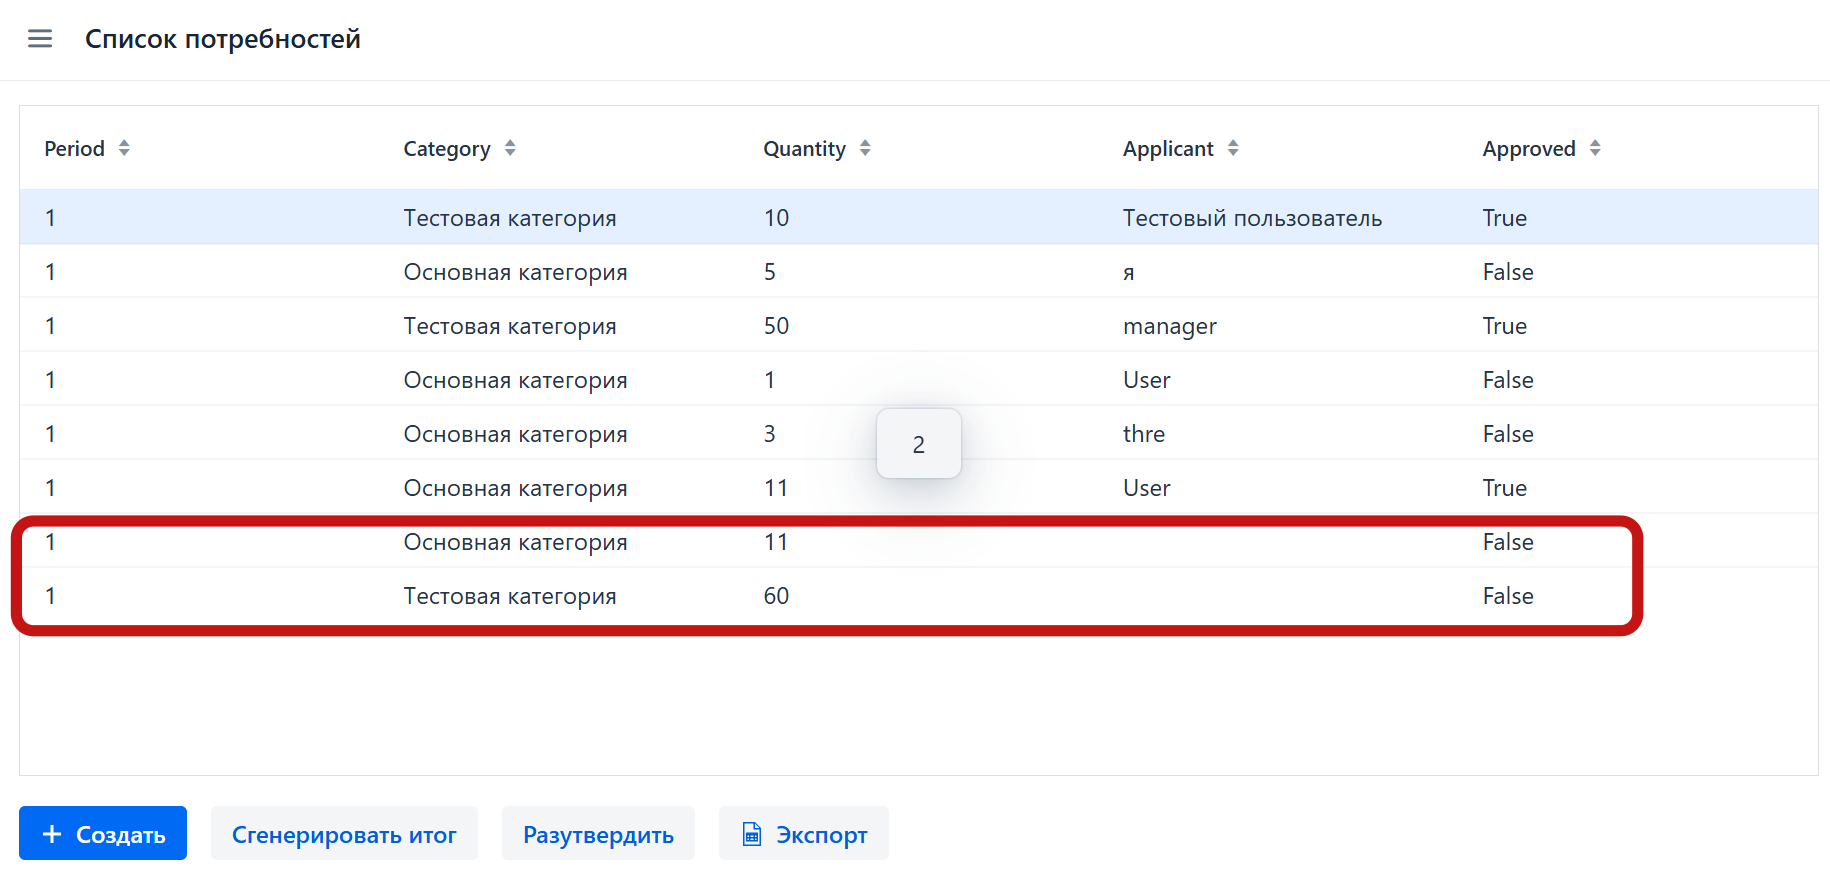 Список потребностей
Period Category Quantity Applicant Approved
1 Тестовая категория 10 Тестовый пользователь True
1 Основная категория 5 я False
1 Тестовая категория 50 manager True
1 Основная категория 1 User False
1 Основная категория 3 thre False
2
1 Основная категория 11 User True
1 Основная категория 11 False
1 Тестовая категория 60 False
Создать Сгенерировать итог Разутвердить Экспорт